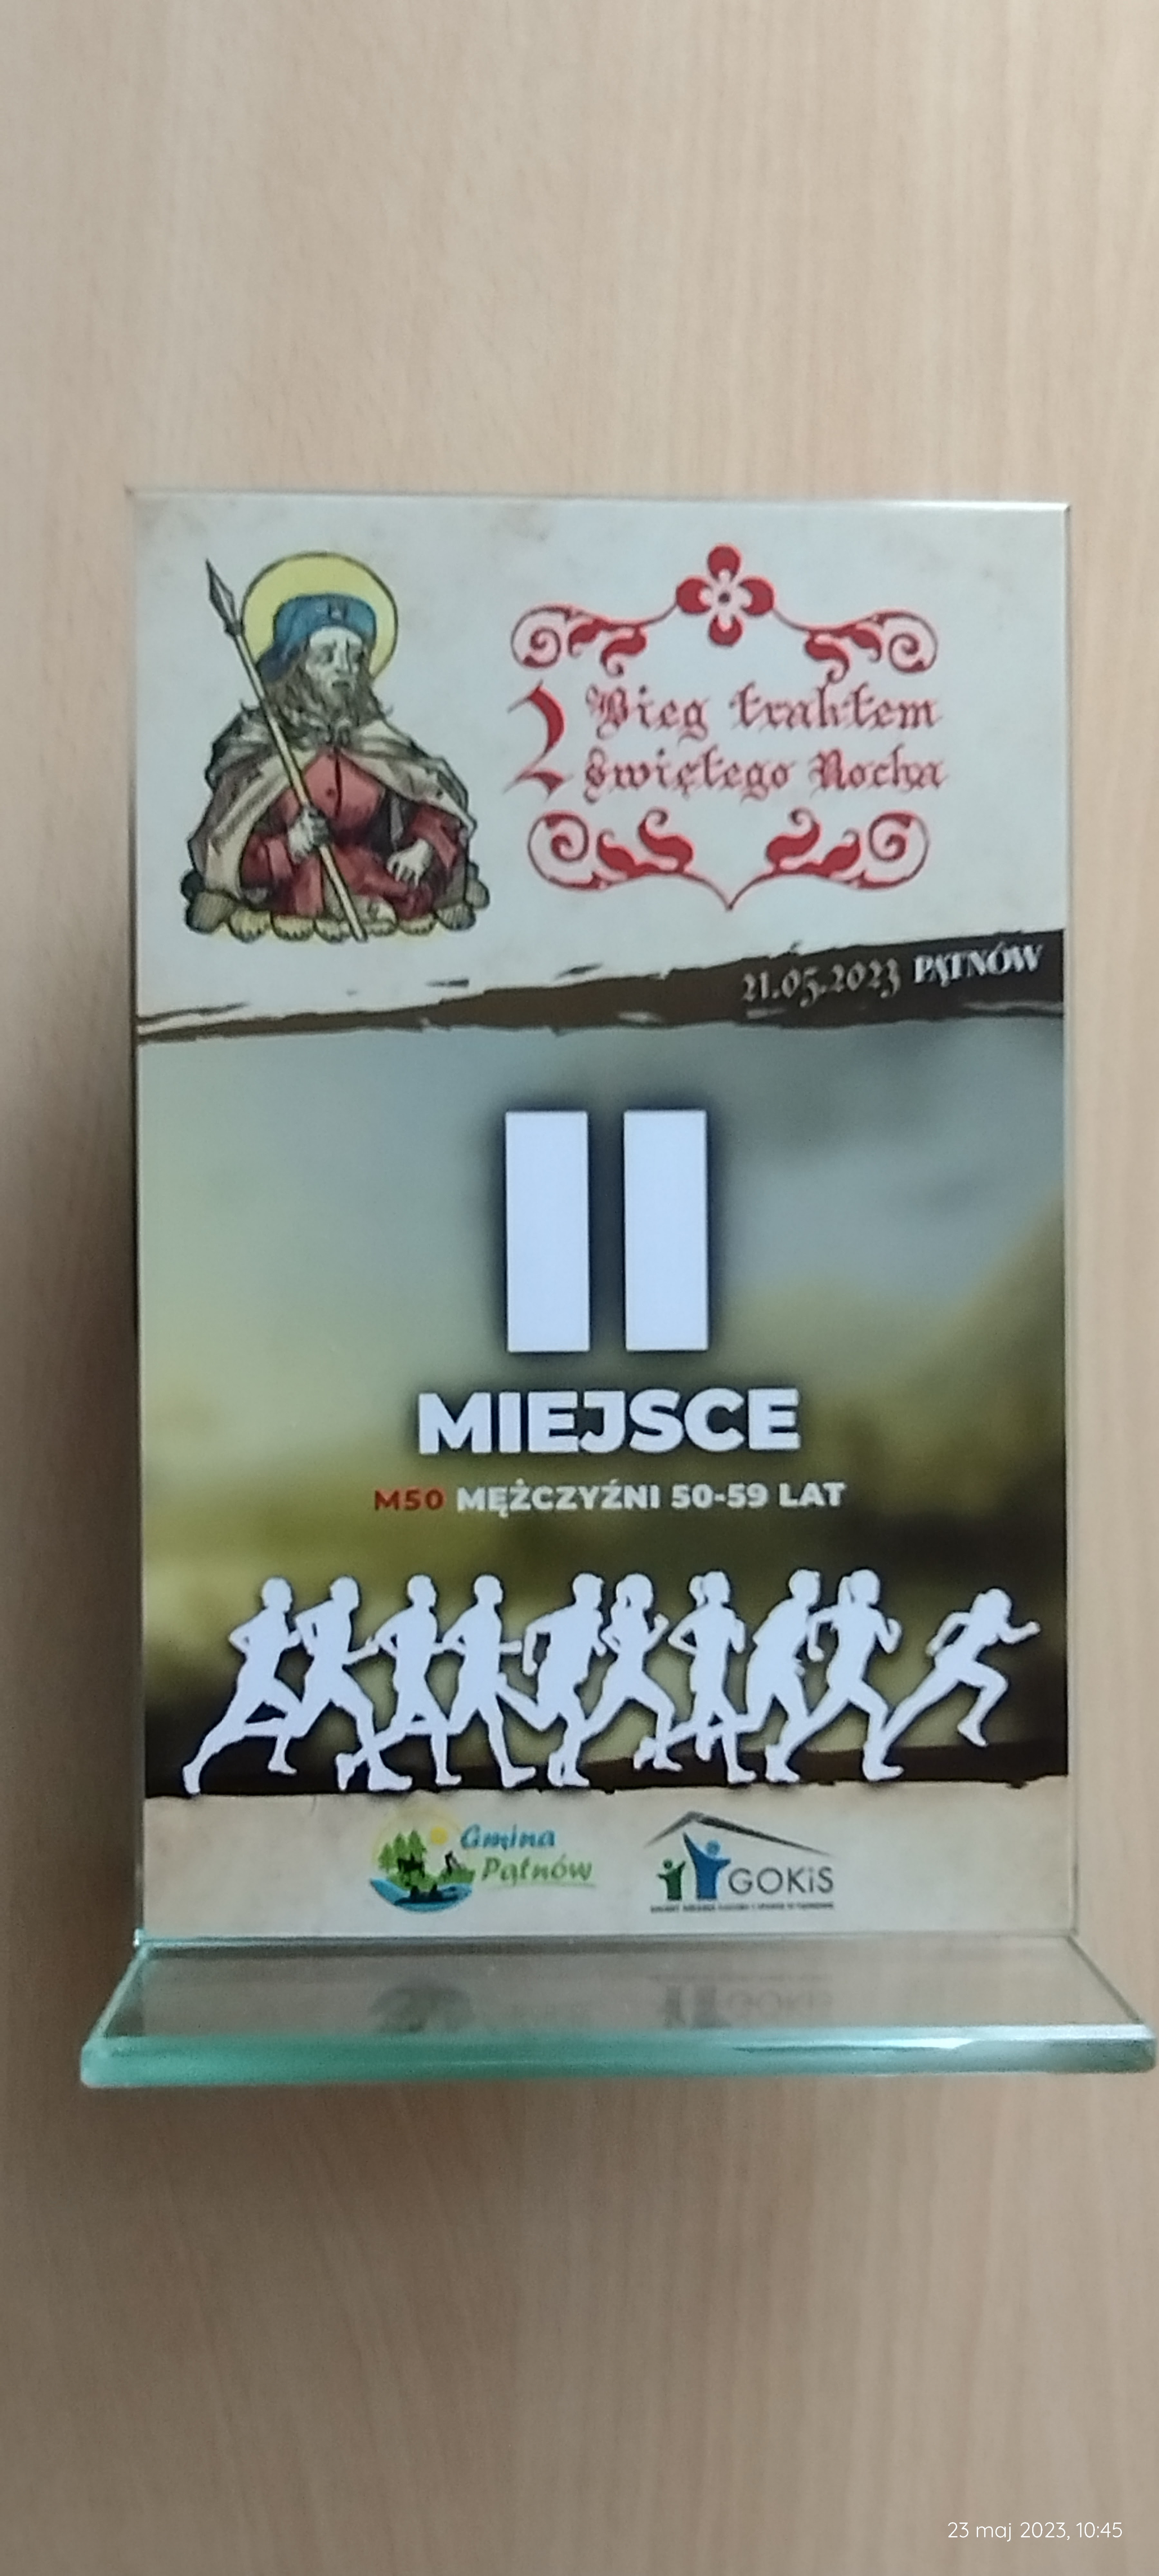 2 Bieg traktem
świętego Rocha
21.05.2023 PĄTNÓW
II
MIEJSCE
M50 MĘŻCZYŹNI 50-59 LAT
Gmina
Pątnów
GOKiS
23 maj 2023, 10:45